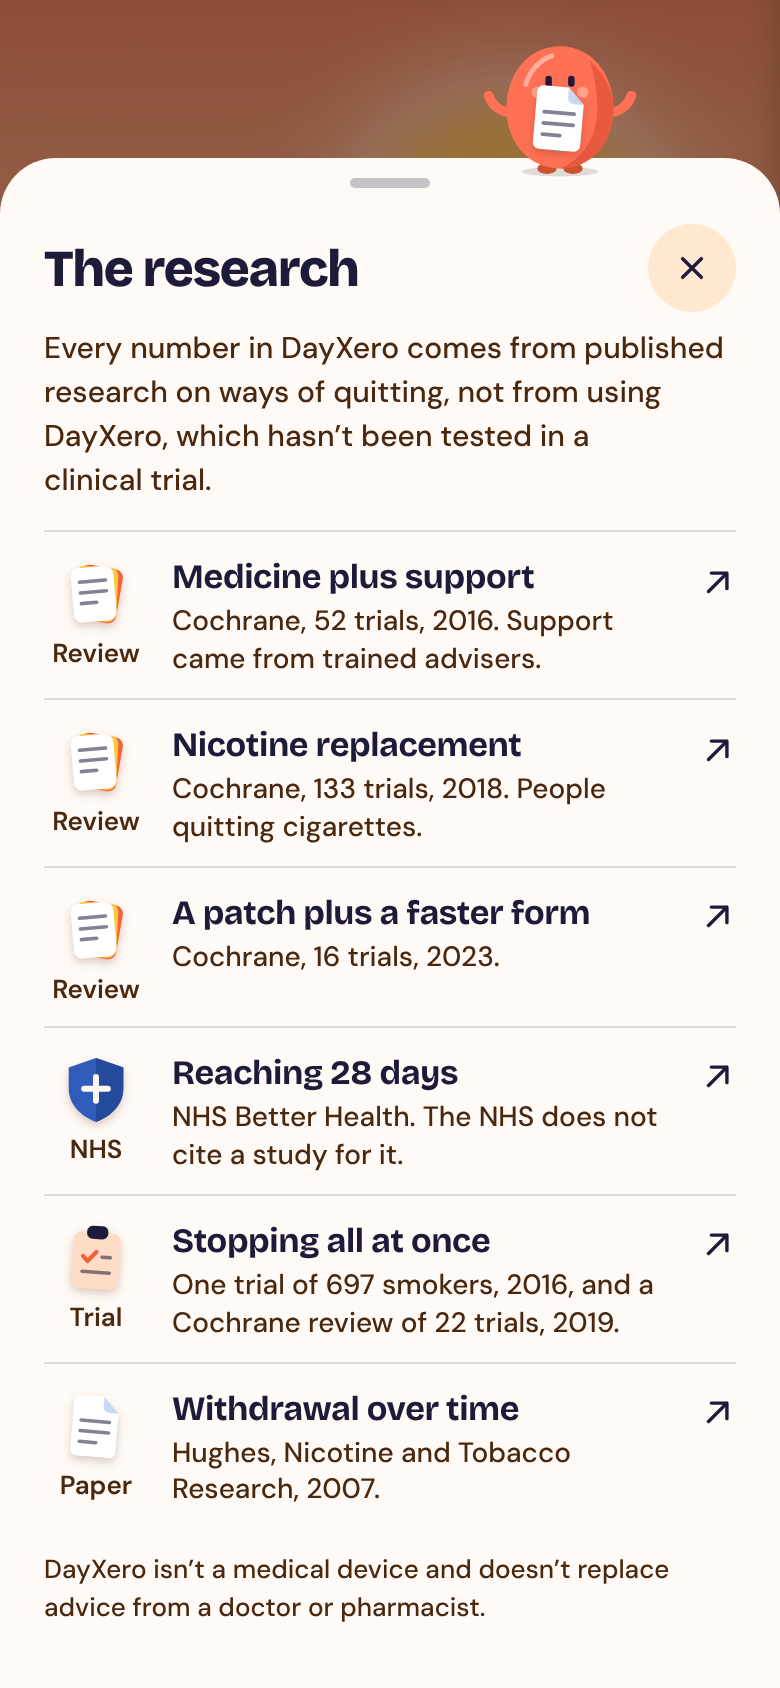 The research
Every number in DayXero comes from published
research on ways of quitting, not from using
DayXero, which hasn’t been tested in a
clinical trial.
Medicine plus support
Cochrane, 52 trials, 2016. Support
came from trained advisers.
Review
Nicotine replacement
Cochrane, 133 trials, 2018. People
quitting cigarettes.
Review
A patch plus a faster form
Cochrane, 16 trials, 2023.
Review
Reaching 28 days
NHS Better Health. The NHS does not
cite a study for it.
NHS
Stopping all at once
One trial of 697 smokers, 2016, and a
Cochrane review of 22 trials, 2019.
Trial
Withdrawal over time
Hughes, Nicotine and Tobacco
Research, 2007.
Paper
DayXero isn’t a medical device and doesn’t replace
advice from a doctor or pharmacist.